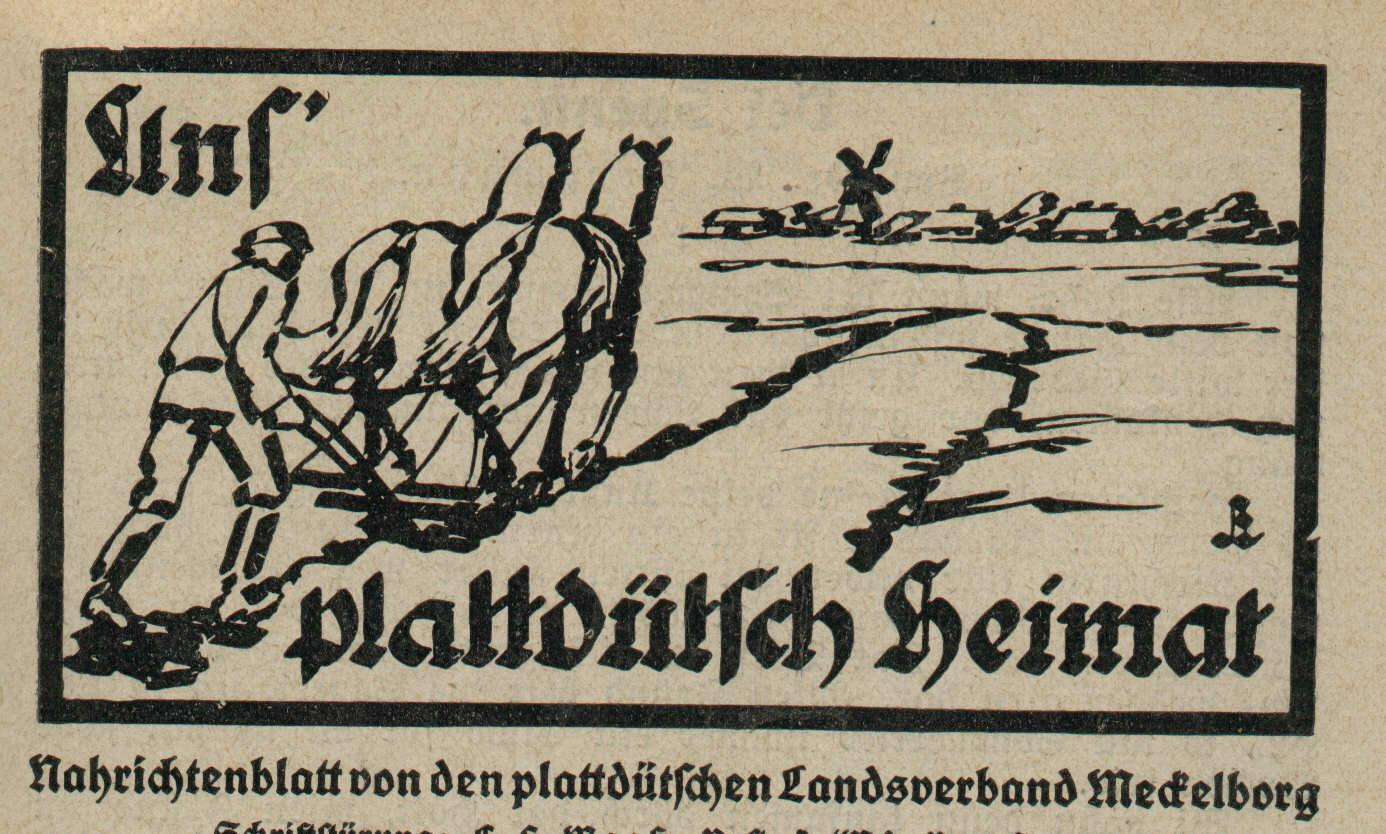 Uns'
plattdütsch Heimat
Nahrichtenblatt von den plattdütschen Landsverband Meckelborg